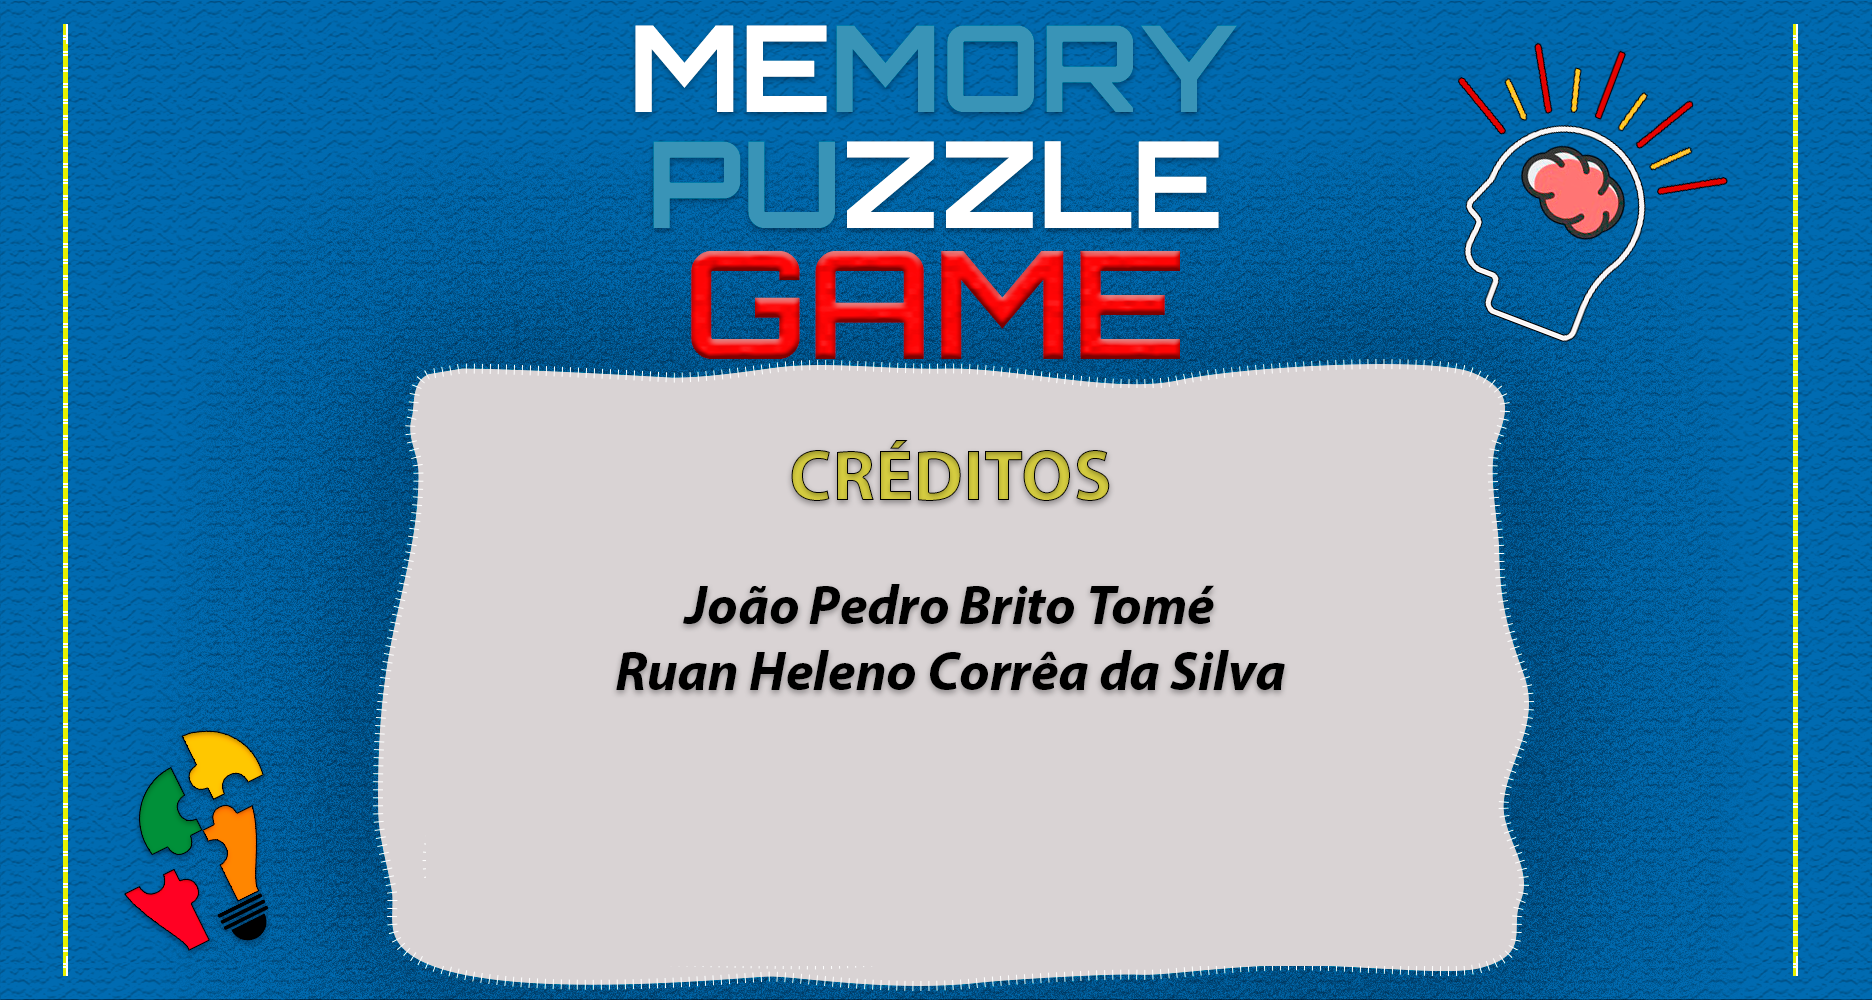 MEMORY
PUZZLE
GAME
CRÉDITOS
João Pedro Brito Tomé
Ruan Heleno Corrêa da Silva